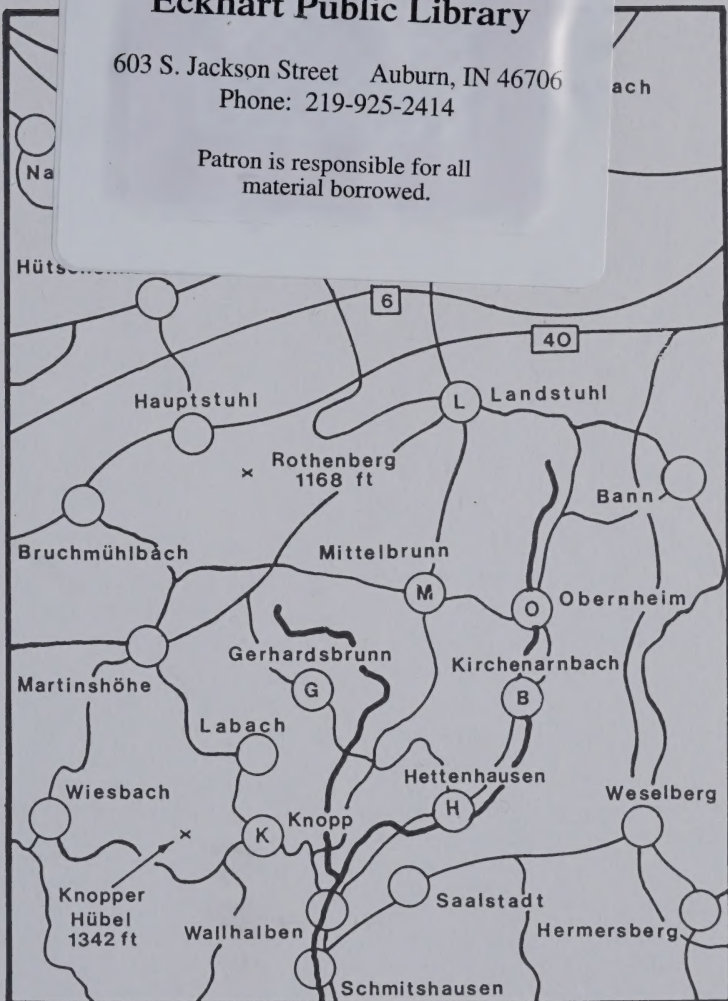 Eckhart Public Library
603 S. Jackson Street Auburn, IN 46706
Phone: 219-925-2414
Patron is responsible for all
material borrowed.
ach
Na
Hüts
6
40
Hauptstuhl
L Landstuhl
Rothenberg
1168 ft
Bann
Bruchmühlbach
Mittelbrunn
M
O Obernheim
Gerhardsbrunn
G
Kirchenarnbach
B
Martinshöhe
Labach
Hettenhausen
H
Wiesbach
Weselberg
K Knopp
Knopper
Hübel
1342 ft
Saalstadt
Wallhalben
Hermersberg
Schmitshausen